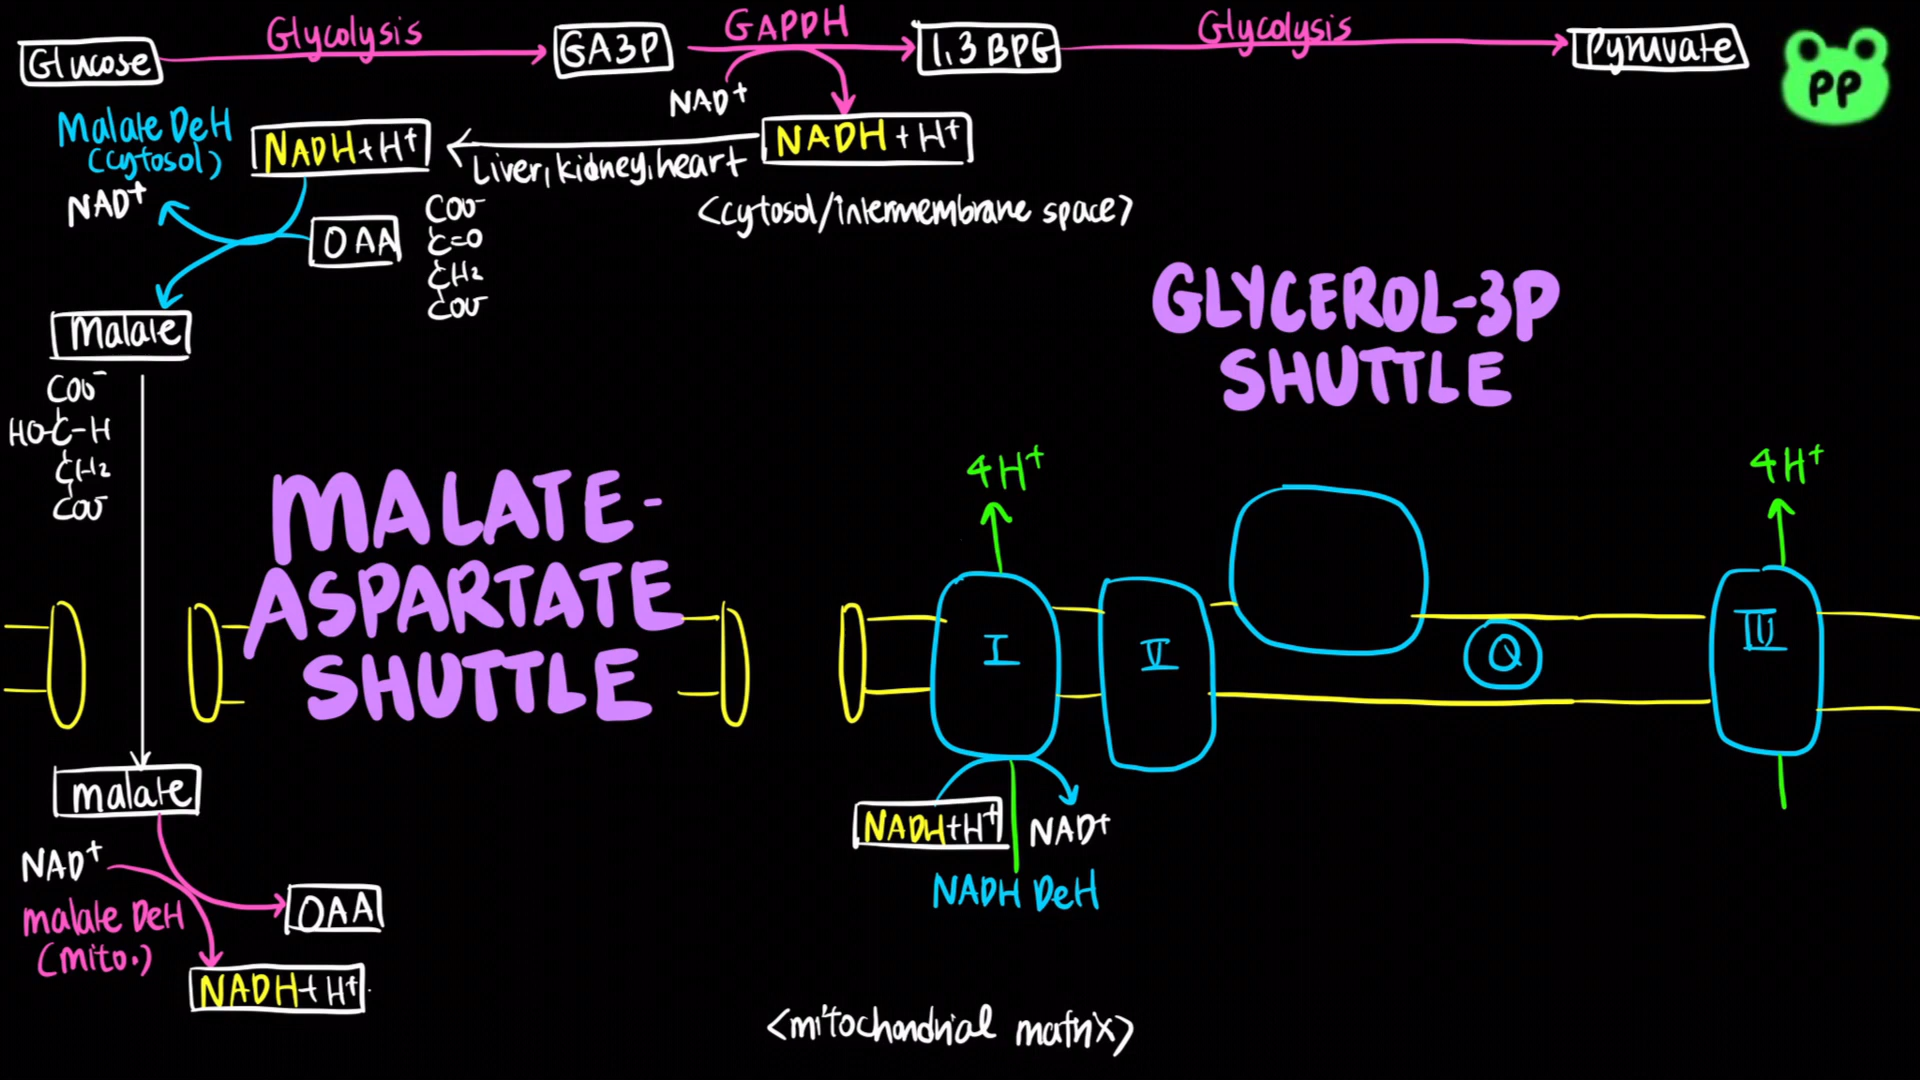 Glucose
Glycolysis
GA3P
GAPDH
1,3 BPG
Glycolysis
Pyruvate
PP
NAD+
NADH + H+
Liver, kidney, heart
<cytosol/intermembrane space>
Malate DeH
(cytosol)
NADH+H+
NAD+
OAA
COO-
C=O
CH2
COO-
Malate
COO-
HO-C-H
CH2
COO-
GLYCEROL-3P
SHUTTLE
MALATE-
ASPARTATE
SHUTTLE
4H+
4H+
I
V
Q
III
malate
NAD+
malate DeH
(mito.)
OAA
NADH+H+
NADH+H+
NAD+
NADH DeH
<mitochondrial matrix>